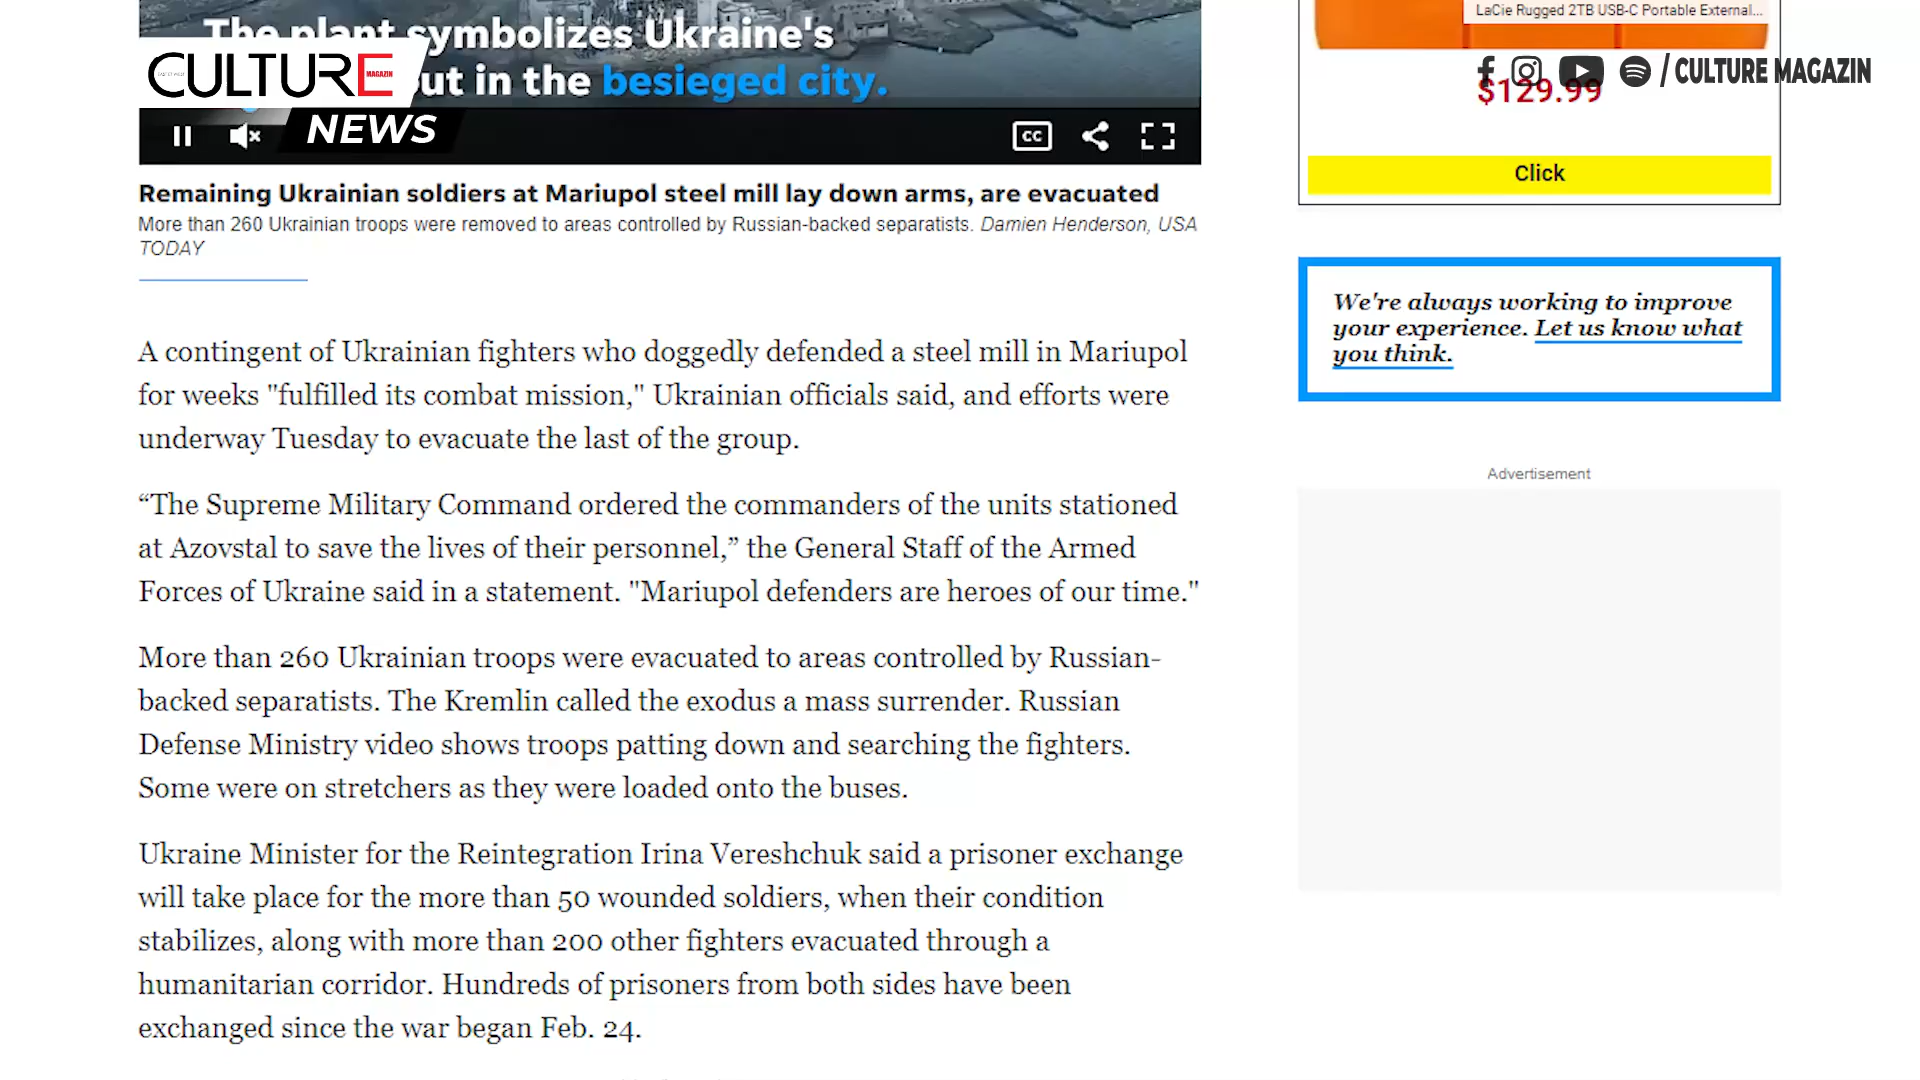 The plant symbolizes Ukraine's
out in the besieged city.
CULTURE
MAGAZIN
NEWS
CC
Remaining Ukrainian soldiers at Mariupol steel mill lay down arms, are evacuated
More than 260 Ukrainian troops were removed to areas controlled by Russian-backed separatists. Damien Henderson, USA
TODAY
A contingent of Ukrainian fighters who doggedly defended a steel mill in Mariupol
for weeks "fulfilled its combat mission," Ukrainian officials said, and efforts were
underway Tuesday to evacuate the last of the group.
“The Supreme Military Command ordered the commanders of the units stationed
at Azovstal to save the lives of their personnel,” the General Staff of the Armed
Forces of Ukraine said in a statement. "Mariupol defenders are heroes of our time."
More than 260 Ukrainian troops were evacuated to areas controlled by Russian-
backed separatists. The Kremlin called the exodus a mass surrender. Russian
Defense Ministry video shows troops patting down and searching the fighters.
Some were on stretchers as they were loaded onto the buses.
Ukraine Minister for the Reintegration Irina Vereshchuk said a prisoner exchange
will take place for the more than 50 wounded soldiers, when their condition
stabilizes, along with more than 200 other fighters evacuated through a
humanitarian corridor. Hundreds of prisoners from both sides have been
exchanged since the war began Feb. 24.
LaCie Rugged 2TB USB-C Portable External...
/ CULTURE MAGAZIN
$129.99
Click
We're always working to improve
your experience. Let us know what
you think.
Advertisement